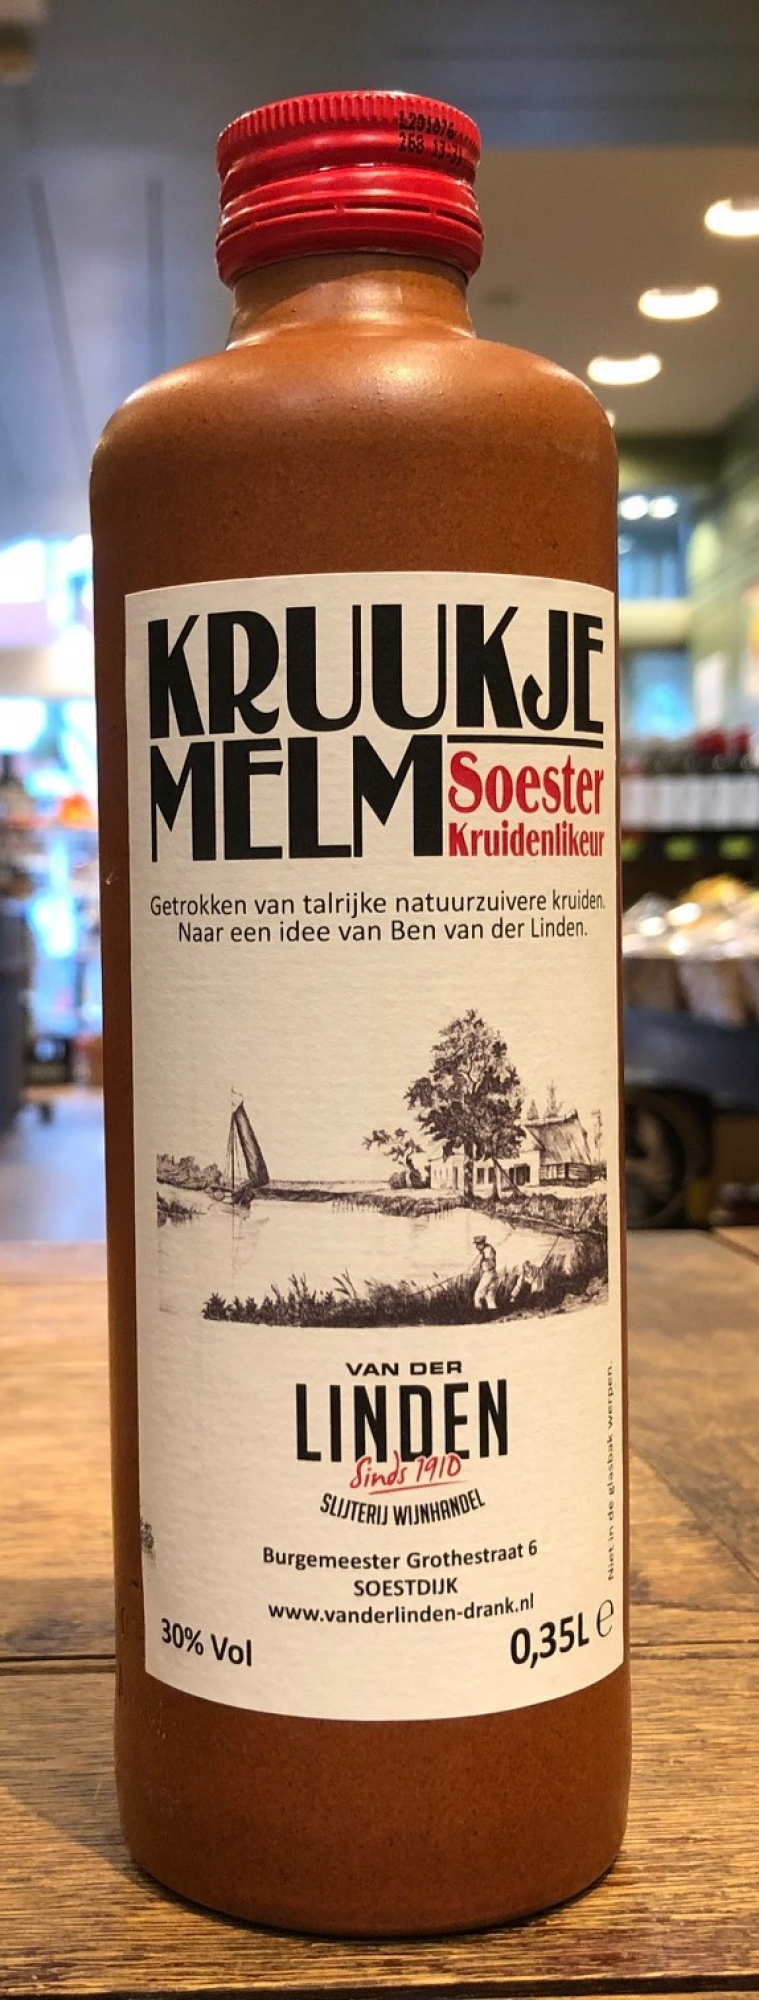 KRUUKJE
MELM
Soester
Kruidenlikeur
Getrokken van talrijke natuurzuivere kruiden.
Naar een idee van Ben van der Linden.
VAN DER
LINDEN
Sinds 1910
SLIJTERIJ WIJNHANDEL
Burgemeester Grothestraat 6
SOESTDIJK
www.vanderlinden-drank.nl
30% Vol
0,35L ℮
Niet in de glasbak werpen.